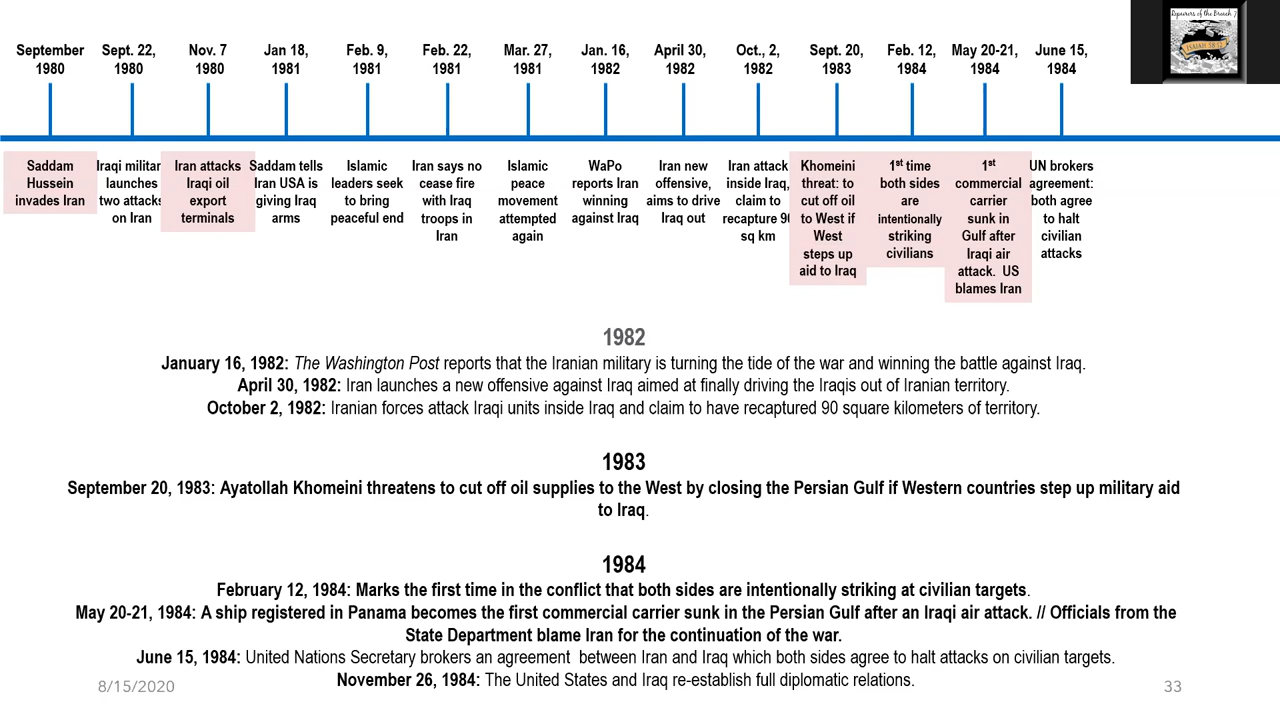 September 1980
Sept. 22, 1980
Nov. 7 1980
Jan 18, 1981
Feb. 9, 1981
Feb. 22, 1981
Mar. 27, 1981
Jan. 16, 1982
April 30, 1982
Oct., 2, 1982
Sept. 20, 1983
Feb. 12, 1984
May 20-21, 1984
June 15, 1984
Repairers of the Breach 7
ISAIAH 58:12
Saddam
Hussein
invades Iran
Iraqi militar
launches
two attacks
on Iran
Iran attacks
Iraqi oil
export
terminals
Saddam tells
Iran USA is
giving Iraq
arms
Islamic
leaders seek
to bring
peaceful end
Iran says no
cease fire
with Iraq
troops in
Iran
Islamic
peace
movement
attempted
again
WaPo
reports Iran
winning
against Iraq
Iran new
offensive,
aims to drive
Iraq out
Iran attack
inside Iraq,
claim to
recapture 90
sq km
Khomeini
threat: to
cut off oil
to West if
West
steps up
aid to Iraq
1st time
both sides
are
intentionally
striking
civilians
1st
commercial
carrier
sunk in
Gulf after
Iraqi air
attack. US
blames Iran
UN brokers
agreement:
both agree
to halt
civilian
attacks
1982
January 16, 1982: The Washington Post reports that the Iranian military is turning the tide of the war and winning the battle against Iraq.
April 30, 1982: Iran launches a new offensive against Iraq aimed at finally driving the Iraqis out of Iranian territory.
October 2, 1982: Iranian forces attack Iraqi units inside Iraq and claim to have recaptured 90 square kilometers of territory.
1983
September 20, 1983: Ayatollah Khomeini threatens to cut off oil supplies to the West by closing the Persian Gulf if Western countries step up military aid
to Iraq.
1984
February 12, 1984: Marks the first time in the conflict that both sides are intentionally striking at civilian targets.
May 20-21, 1984: A ship registered in Panama becomes the first commercial carrier sunk in the Persian Gulf after an Iraqi air attack. // Officials from the
State Department blame Iran for the continuation of the war.
June 15, 1984: United Nations Secretary brokers an agreement between Iran and Iraq which both sides agree to halt attacks on civilian targets.
November 26, 1984: The United States and Iraq re-establish full diplomatic relations.
8/15/2020
33